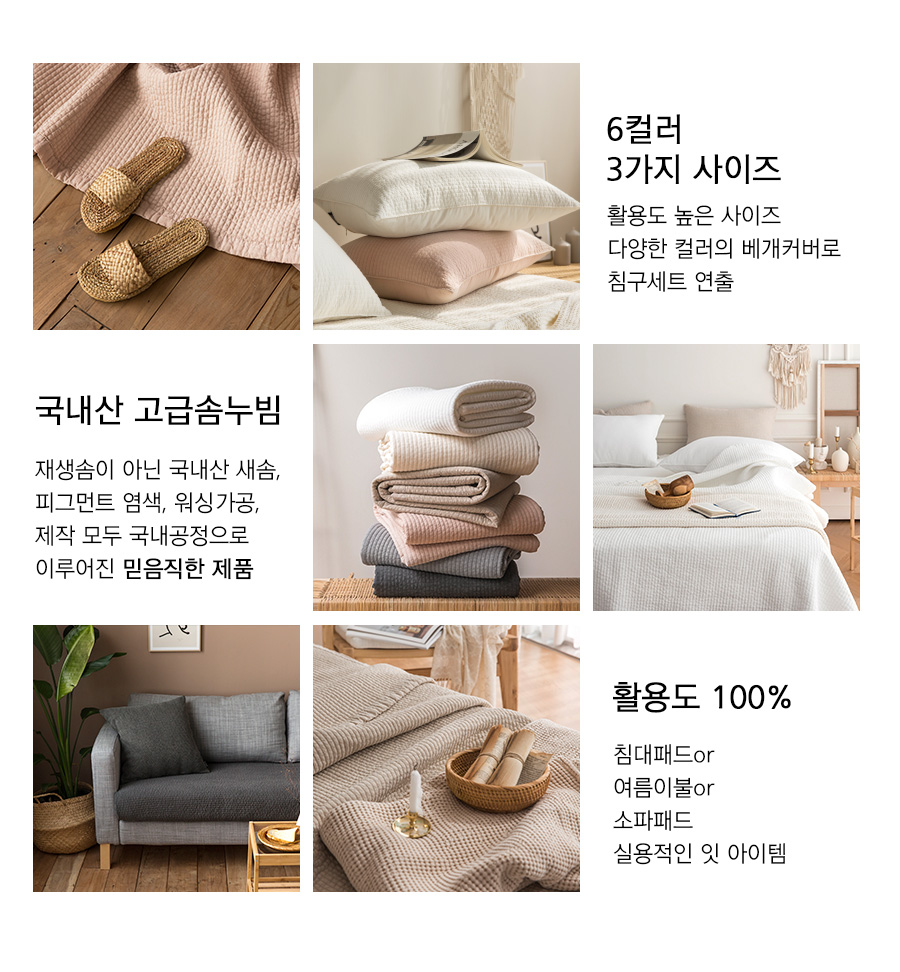 6컬러
3가지 사이즈
활용도 높은 사이즈
다양한 컬러의 베개커버로
침구세트 연출
국내산 고급솜누빔
재생솜이 아닌 국내산 새솜,
피그먼트 염색, 워싱가공,
제작 모두 국내공정으로
이루어진 믿음직한 제품
활용도 100%
침대패드or
여름이불or
소파패드
실용적인 잇 아이템